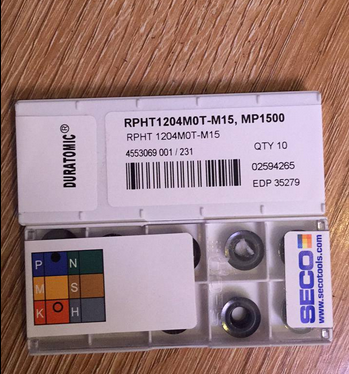 DURATOMIC®
RPHT1204M0T-M15, MP1500
RPHT 1204M0T-M15
4553069 001 / 231
QTY 10
02594265
EDP 35279
P N
M S
K H
SECO
www.secotools.com